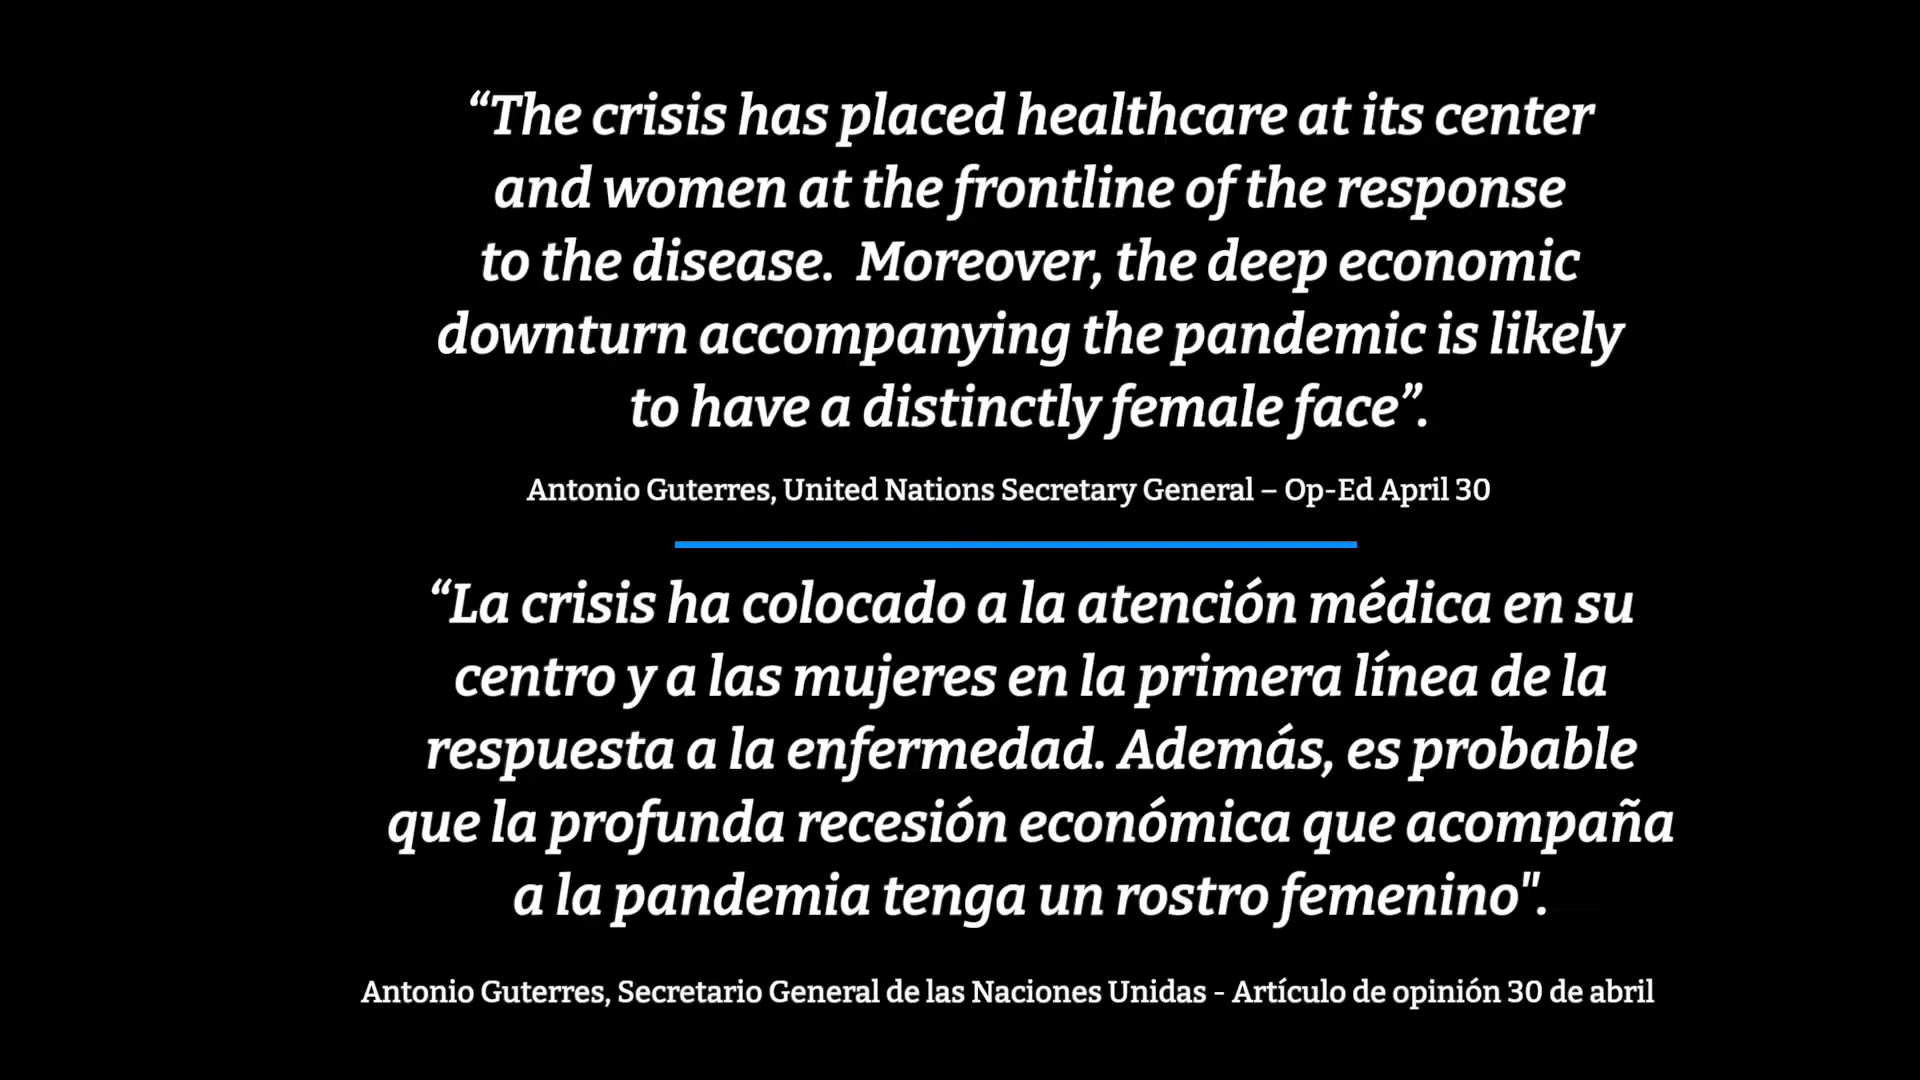 “The crisis has placed healthcare at its center
and women at the frontline of the response
to the disease.  Moreover, the deep economic
downturn accompanying the pandemic is likely
to have a distinctly female face”.
Antonio Guterres, United Nations Secretary General – Op-Ed April 30
“La crisis ha colocado a la atención médica en su
centro y a las mujeres en la primera línea de la
respuesta a la enfermedad. Además, es probable
que la profunda recesión económica que acompaña
a la pandemia tenga un rostro femenino".
Antonio Guterres, Secretario General de las Naciones Unidas - Artículo de opinión 30 de abril